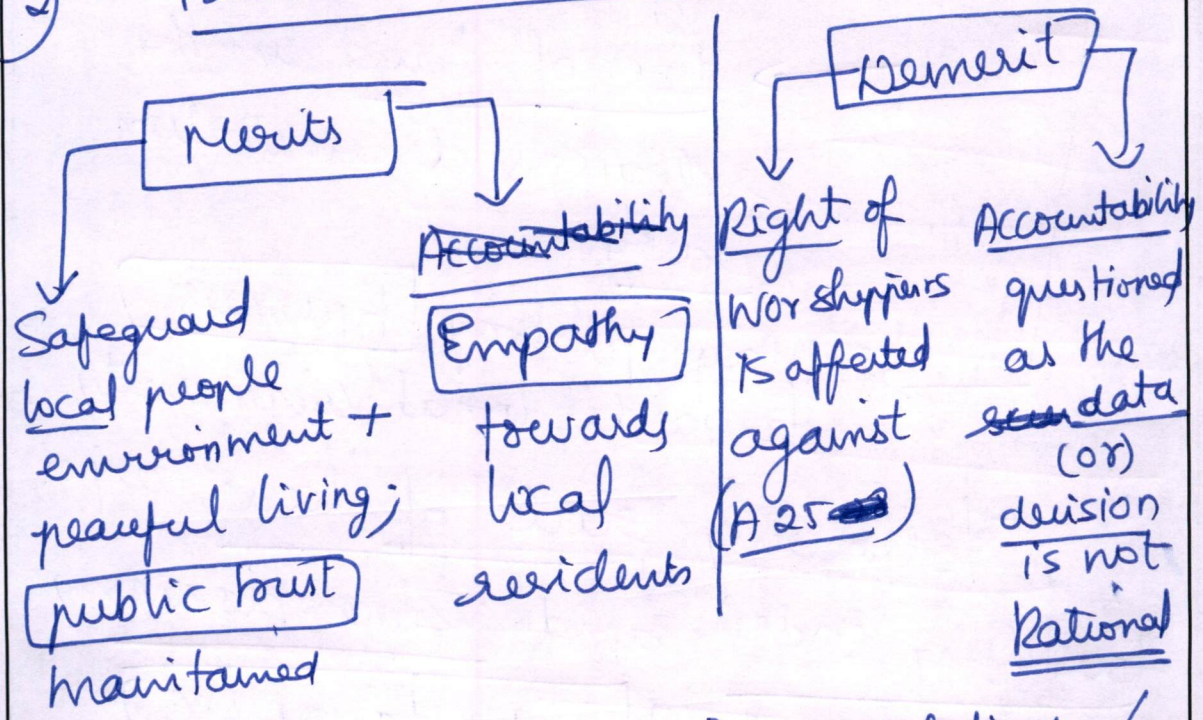 2)
Merits
Safeguard
local people
environment +
peaceful living;
public trust
maintained
Accountability
Empathy
towards
local
residents
Demerit
Right of
worshippers
is affected
against
(A 25)
Accountability
questioned
as the
data
(or)
decision
is not
Rational